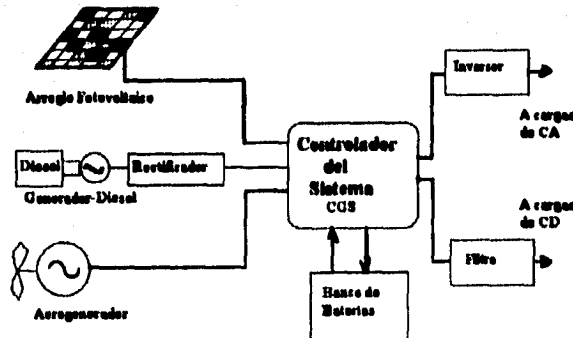 Arreglo Fotovoltaico
Diesel
Rectificador
Generador-Diesel
Aerogenerador
Controlador
del
Sistema
CGS
Banco de
Baterias
Inversor
A cargas
de CA
A cargas
de CD
Filtro